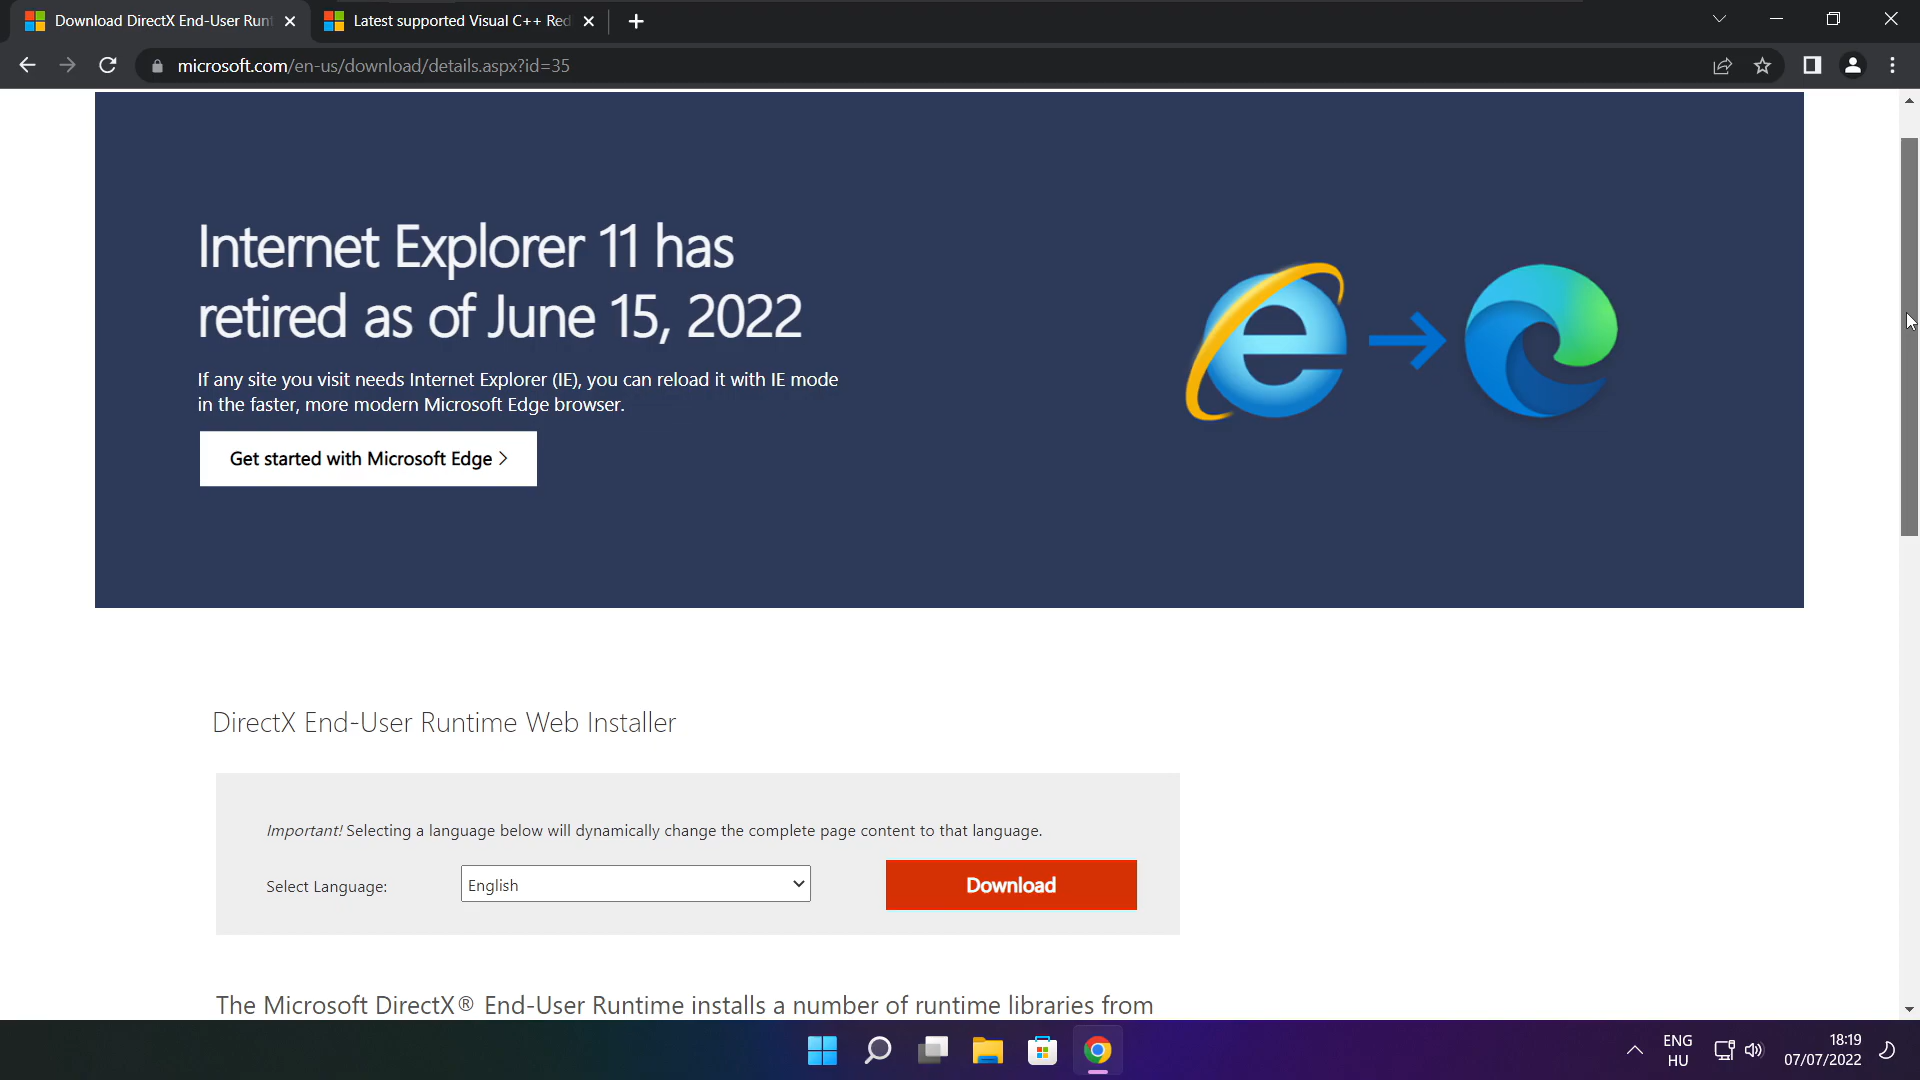 Download DirectX End-User Runt
Latest supported Visual C++ Red
microsoft.com/en-us/download/details.aspx?id=35
Internet Explorer 11 has
retired as of June 15, 2022
If any site you visit needs Internet Explorer (IE), you can reload it with IE mode
in the faster, more modern Microsoft Edge browser.
Get started with Microsoft Edge >
DirectX End-User Runtime Web Installer
Important! Selecting a language below will dynamically change the complete page content to that language.
Select Language:
English
Download
The Microsoft DirectX® End-User Runtime installs a number of runtime libraries from
ENG
HU
18:19
07/07/2022